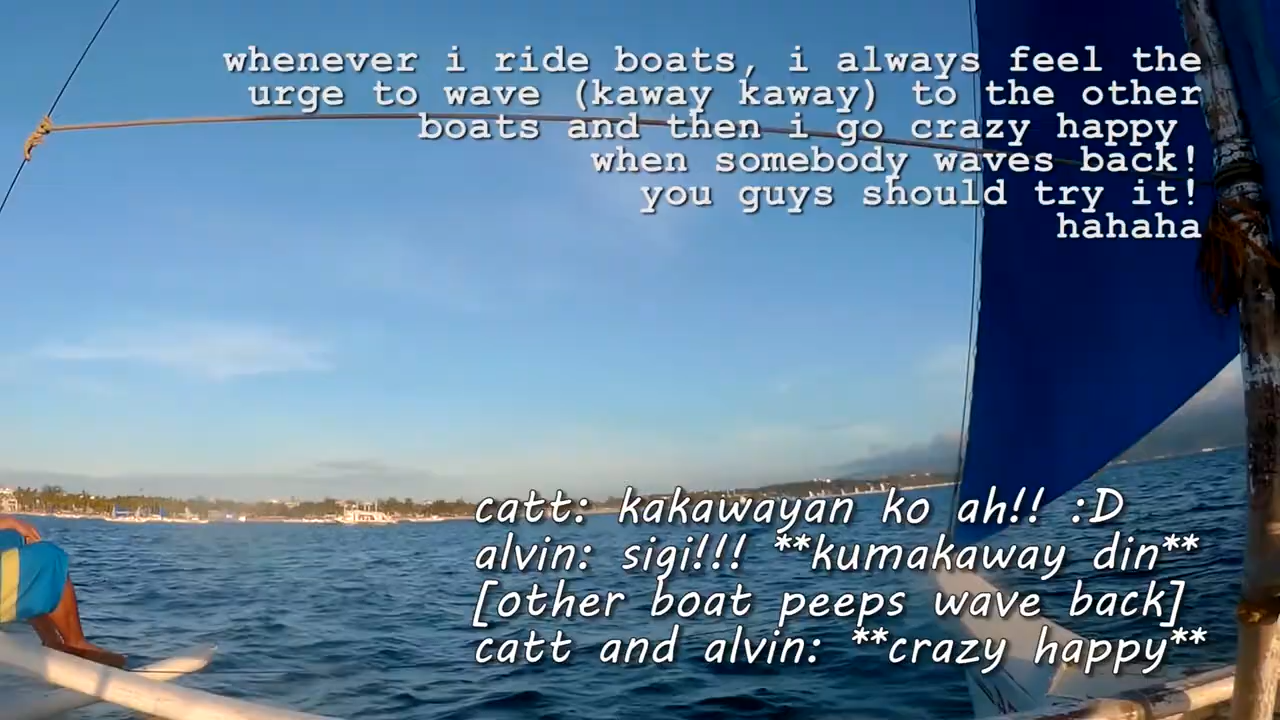 whenever i ride boats, i always feel the
urge to wave (kaway kaway) to the other
boats and then i go crazy happy
when somebody waves back!
you guys should try it!
hahaha
catt: kakawayan ko ah!! :D
alvin: sigi!!! **kumakaway din**
[other boat peeps wave back]
catt and alvin: **crazy happy**